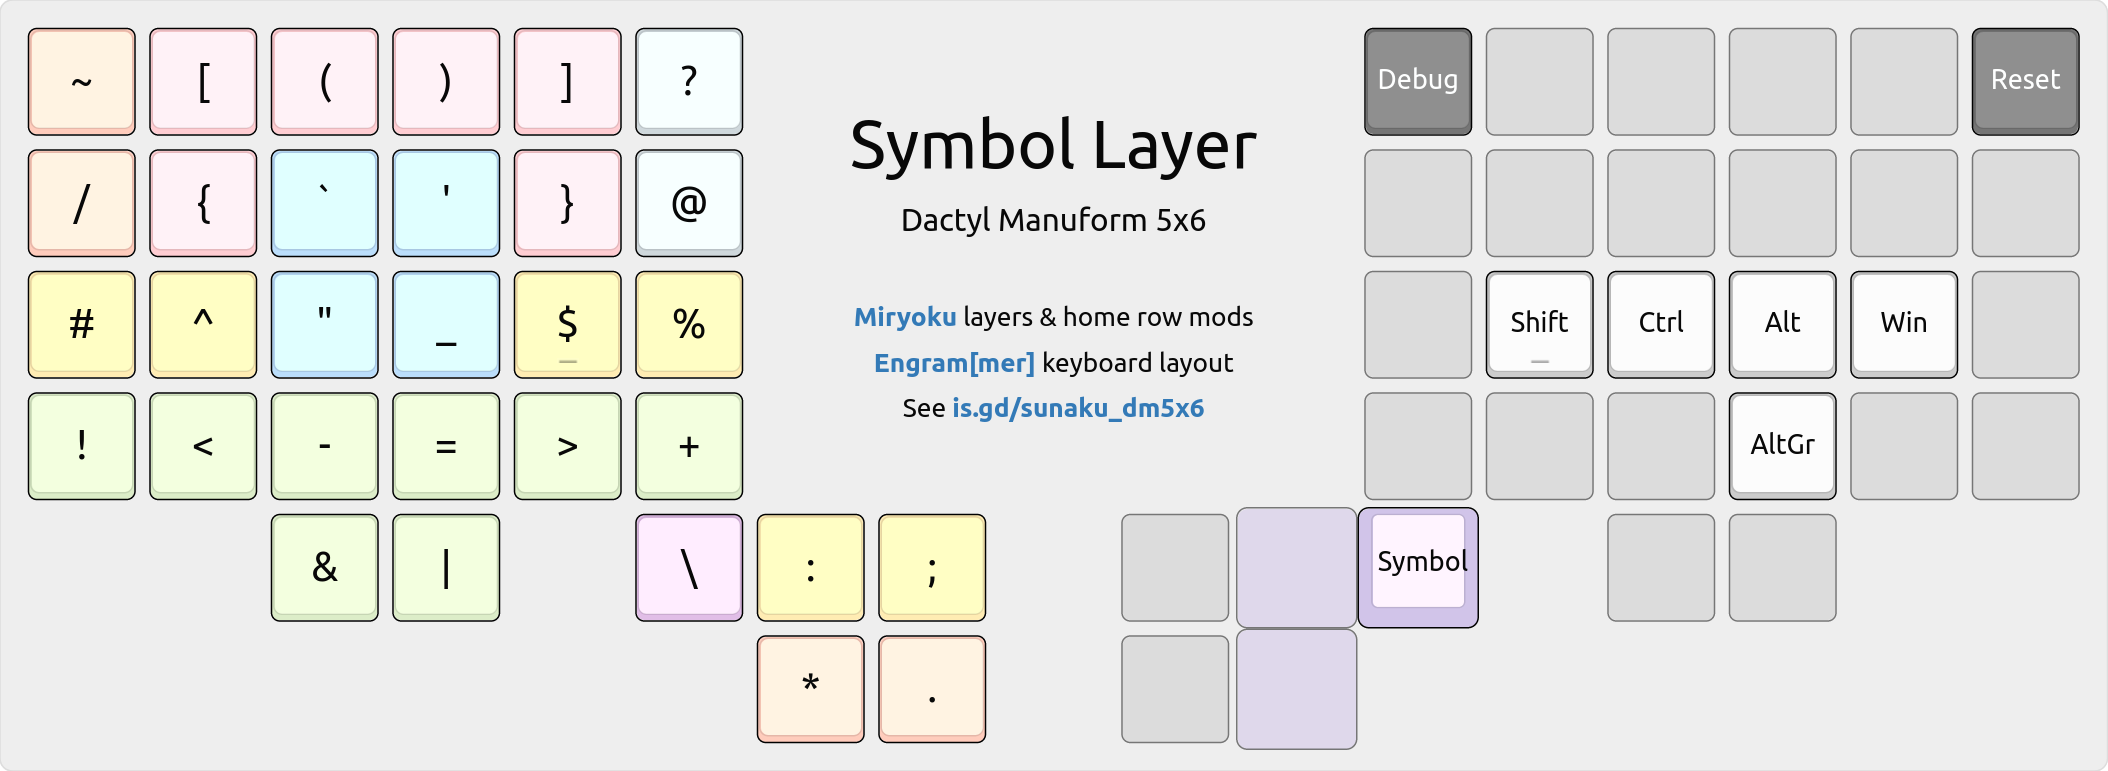 ~ [ ( ) ] ?
/ { ` ' } @
# ^ " _ $ %
! < - = > +
& | \ : ;
* .
Symbol Layer
Dactyl Manuform 5x6
Miryoku layers & home row mods
Engram[mer] keyboard layout
See is.gd/sunaku_dm5x6
Debug Reset
Shift Ctrl Alt Win
AltGr
Symbol